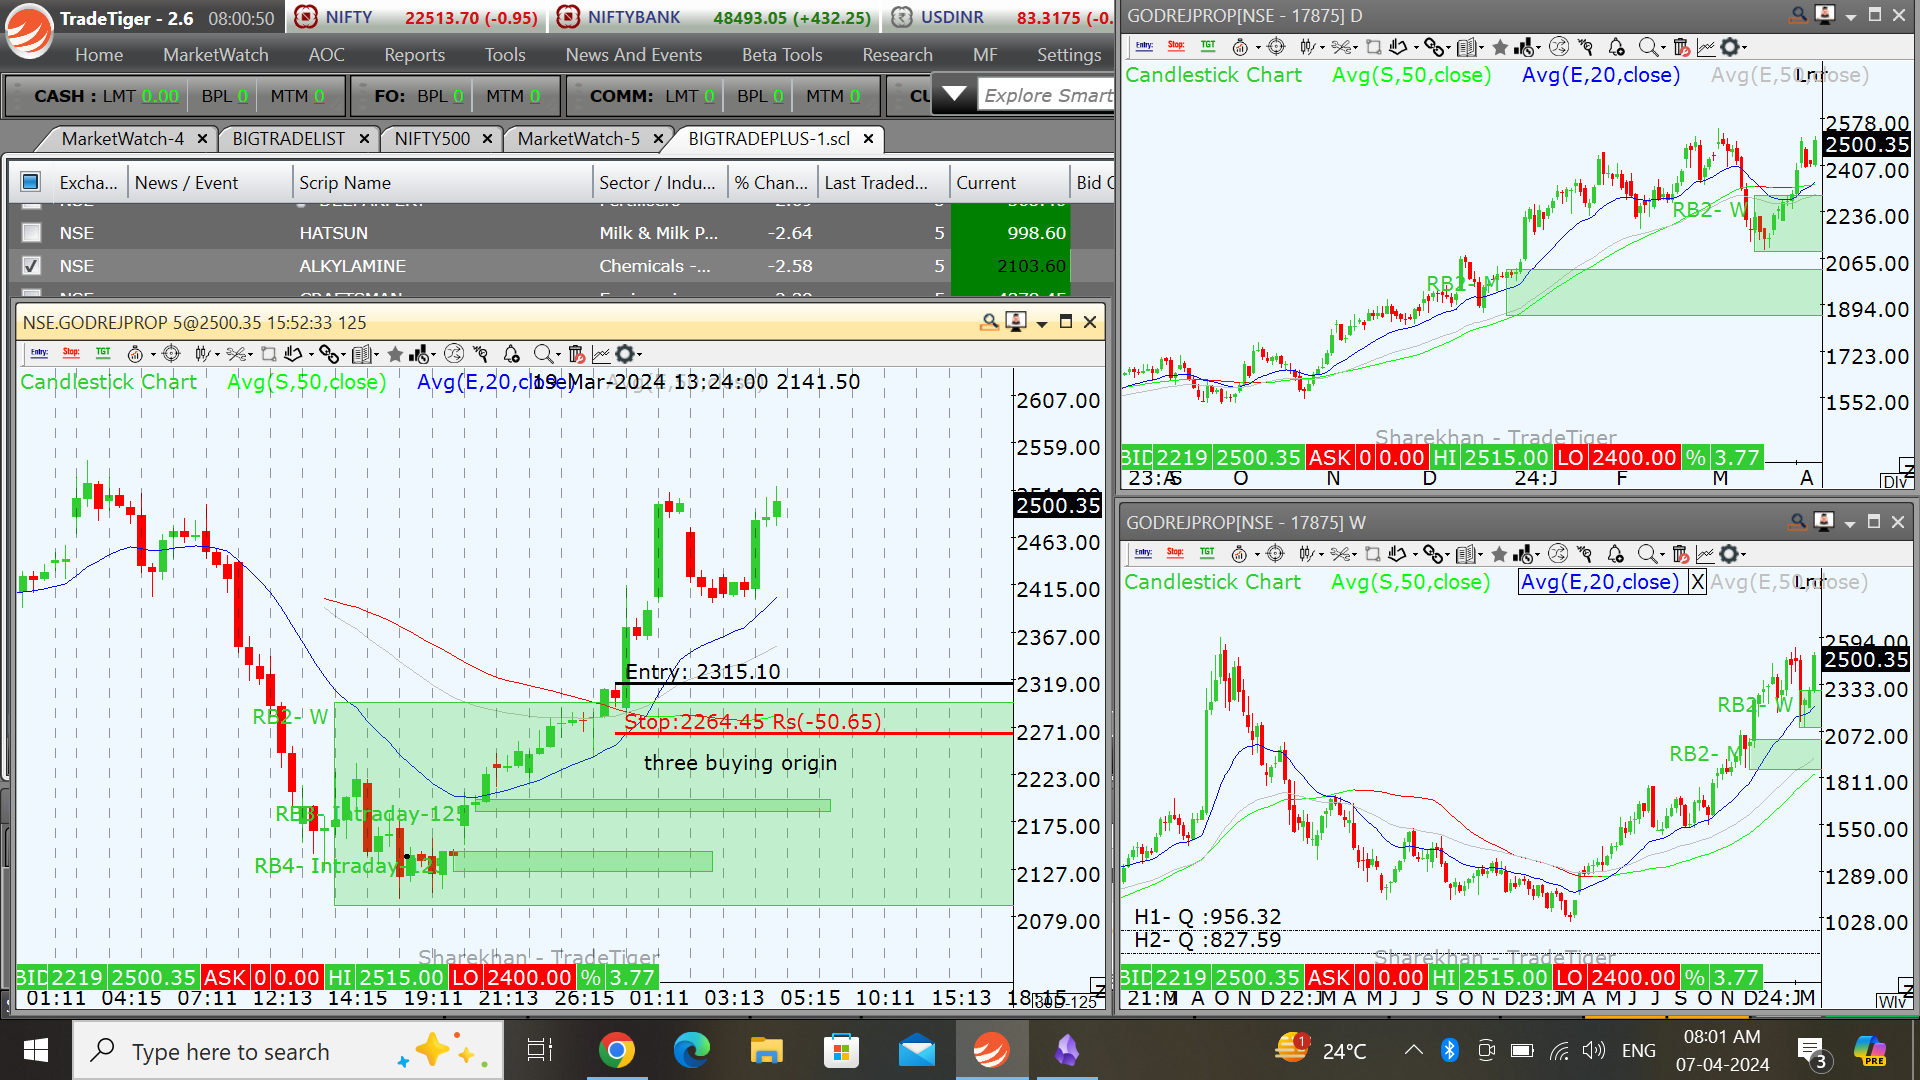 TradeTiger - 2.6 08:00:50 NIFTY 22513.70 (-0.95) NIFTYBANK 48493.05 (+432.25) USDINR 83.3175 (-0.
Home MarketWatch AOC Reports Tools News And Events Beta Tools Research MF Settings
CASH : LMT 0.00 BPL 0 MTM 0 FO: BPL 0 MTM 0 COMM: LMT 0 BPL 0 MTM 0 Explore Smart
MarketWatch-4 BIGTRADELIST NIFTY500 MarketWatch-5 BIGTRADEPLUS-1.scl
Excha... News / Event Scrip Name Sector / Indu... % Chan... Last Traded... Current Bid
NSE HATSUN Milk & Milk P... -2.64 5 998.60
NSE ALKYLAMINE Chemicals -... -2.58 5 2103.60
NSE.GODREJPROP 5@2500.35 15:52:33 125
Entry: Stop: TGT
Candlestick Chart Avg(S,50,close) Avg(E,20,close) 19-Mar-2024 13:24:00 2141.50
2607.00
2559.00
2500.35
2463.00
2415.00
2367.00
2319.00
2271.00
2223.00
2175.00
2127.00
2079.00
Entry: 2315.10
RB2- W
Stop:2264.45 Rs(-50.65)
three buying origin
RB3- Intraday-125
RB4- Intraday-125
Sharekhan - TradeTiger
BID 2219 2500.35 ASK 0 0.00 HI 2515.00 LO 2400.00 % 3.77
01:11 04:15 07:11 12:13 14:15 19:11 21:13 26:15 01:11 03:13 05:15 10:11 15:13 18:15
30D-125
GODREJPROP[NSE - 17875] D
Entry: Stop: TGT
Candlestick Chart Avg(S,50,close) Avg(E,20,close) Avg(E,50,close)
2578.00
2500.35
2407.00
2236.00
2065.00
1894.00
1723.00
1552.00
RB2- W
RB2- M
Sharekhan - TradeTiger
BID 2219 2500.35 ASK 0 0.00 HI 2515.00 LO 2400.00 % 3.77
23:A S O N D 24:J F M A
GODREJPROP[NSE - 17875] W
Entry: Stop: TGT
Candlestick Chart Avg(S,50,close) Avg(E,20,close) X Avg(E,50,close)
2594.00
2500.35
2333.00
2072.00
1811.00
1550.00
1289.00
1028.00
RB2- W
RB2- M
H1- Q :956.32
H2- Q :827.59
Sharekhan - TradeTiger
BID 2219 2500.35 ASK 0 0.00 HI 2515.00 LO 2400.00 % 3.77
21:M A O N D 22:J M A M J J S O N D 23:J M A M J J S O N D 24:J M
Type here to search
1
24°C
ENG
08:01 AM
07-04-2024
3
PRE